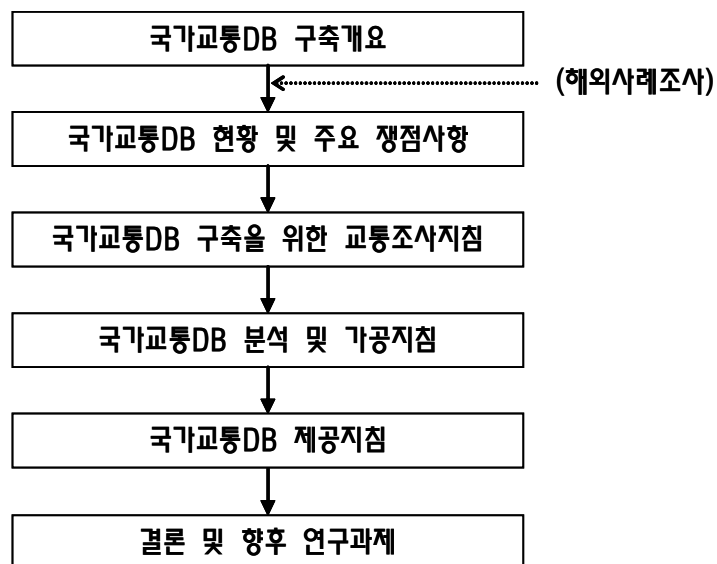 국가교통DB 구축개요
(해외사례조사)
국가교통DB 현황 및 주요 쟁점사항
국가교통DB 구축을 위한 교통조사지침
국가교통DB 분석 및 가공지침
국가교통DB 제공지침
결론 및 향후 연구과제